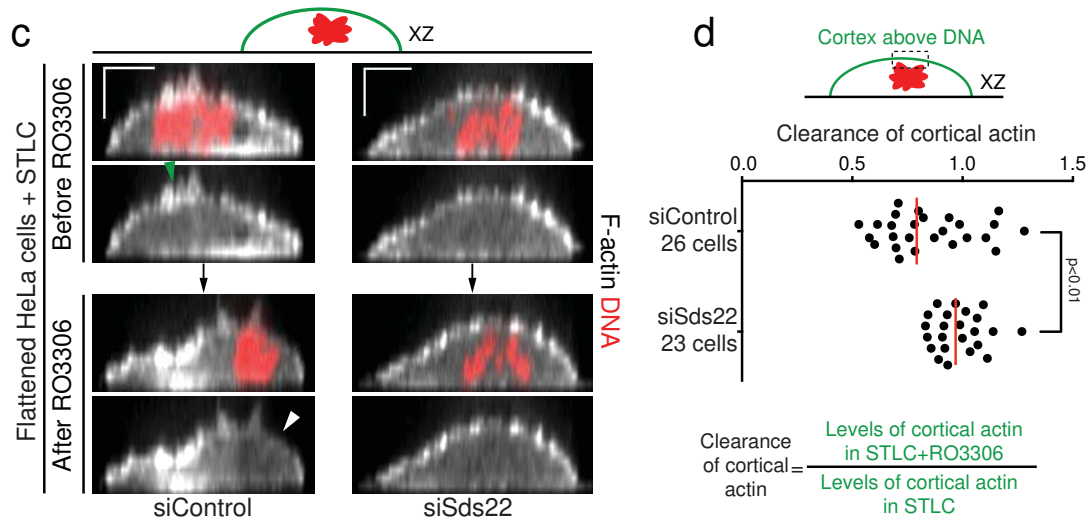 c
XZ
Flattened HeLa cells + STLC
Before RO3306
After RO3306
F-actin DNA
siControl
siSds22
d
Cortex above DNA
XZ
Clearance of cortical actin
0.0
0.5
1.0
1.5
siControl
26 cells
siSds22
23 cells
p<0.01
Clearance
of cortical
actin
=
Levels of cortical actin
in STLC+RO3306
Levels of cortical actin
in STLC